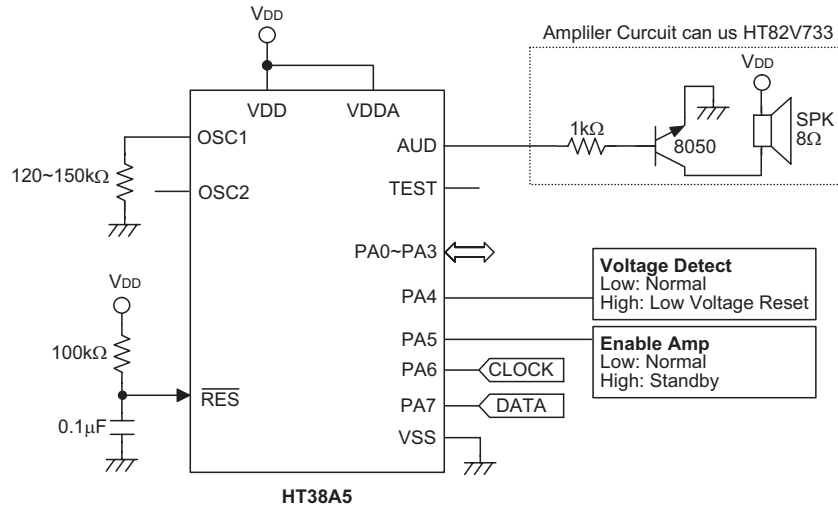 VDD
Ampliler Curcuit can us HT82V733
VDD
VDD
VDDA
OSC1
AUD
1kΩ
8050
SPK
8Ω
120~150kΩ
OSC2
TEST
PA0~PA3
VDD
PA4
Voltage Detect
Low: Normal
High: Low Voltage Reset
100kΩ
PA5
Enable Amp
Low: Normal
High: Standby
PA6
CLOCK
RES
PA7
DATA
0.1μF
VSS
HT38A5